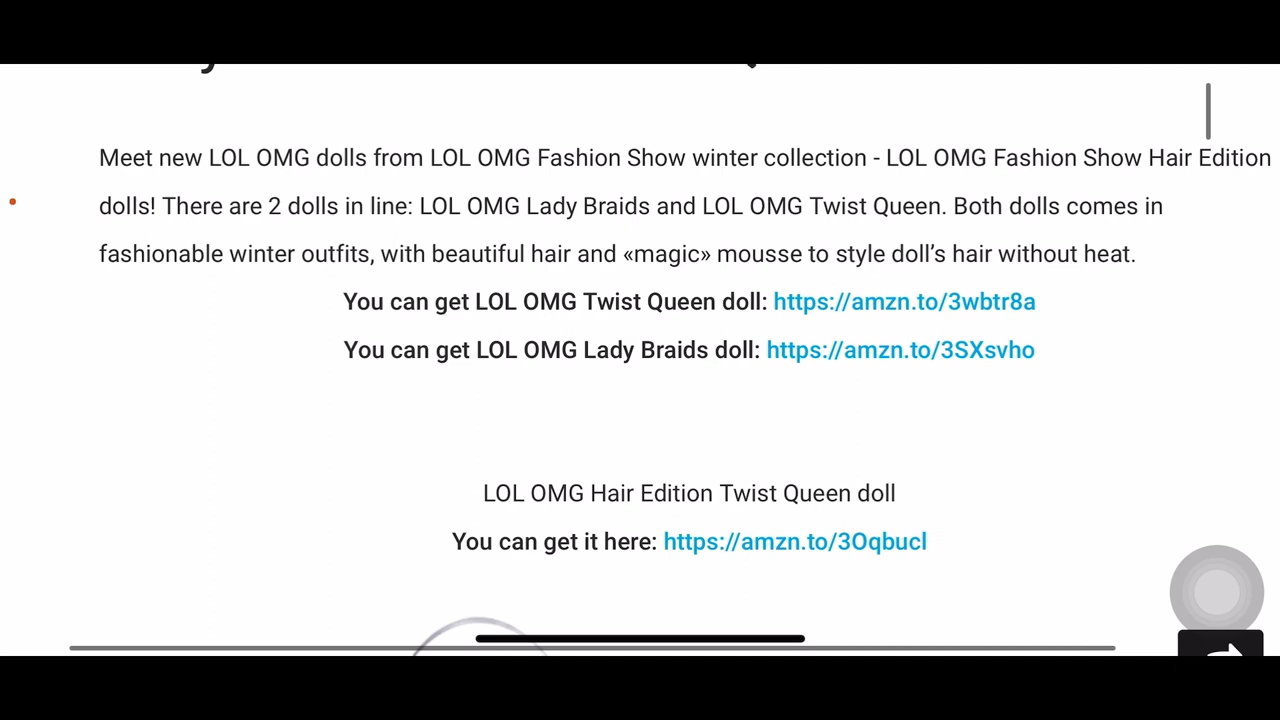 Meet new LOL OMG dolls from LOL OMG Fashion Show winter collection - LOL OMG Fashion Show Hair Edition
dolls! There are 2 dolls in line: LOL OMG Lady Braids and LOL OMG Twist Queen. Both dolls comes in
fashionable winter outfits, with beautiful hair and «magic» mousse to style doll’s hair without heat.
You can get LOL OMG Twist Queen doll: https://amzn.to/3wbtr8a
You can get LOL OMG Lady Braids doll: https://amzn.to/3SXsvho
LOL OMG Hair Edition Twist Queen doll
You can get it here: https://amzn.to/3Oqbucl